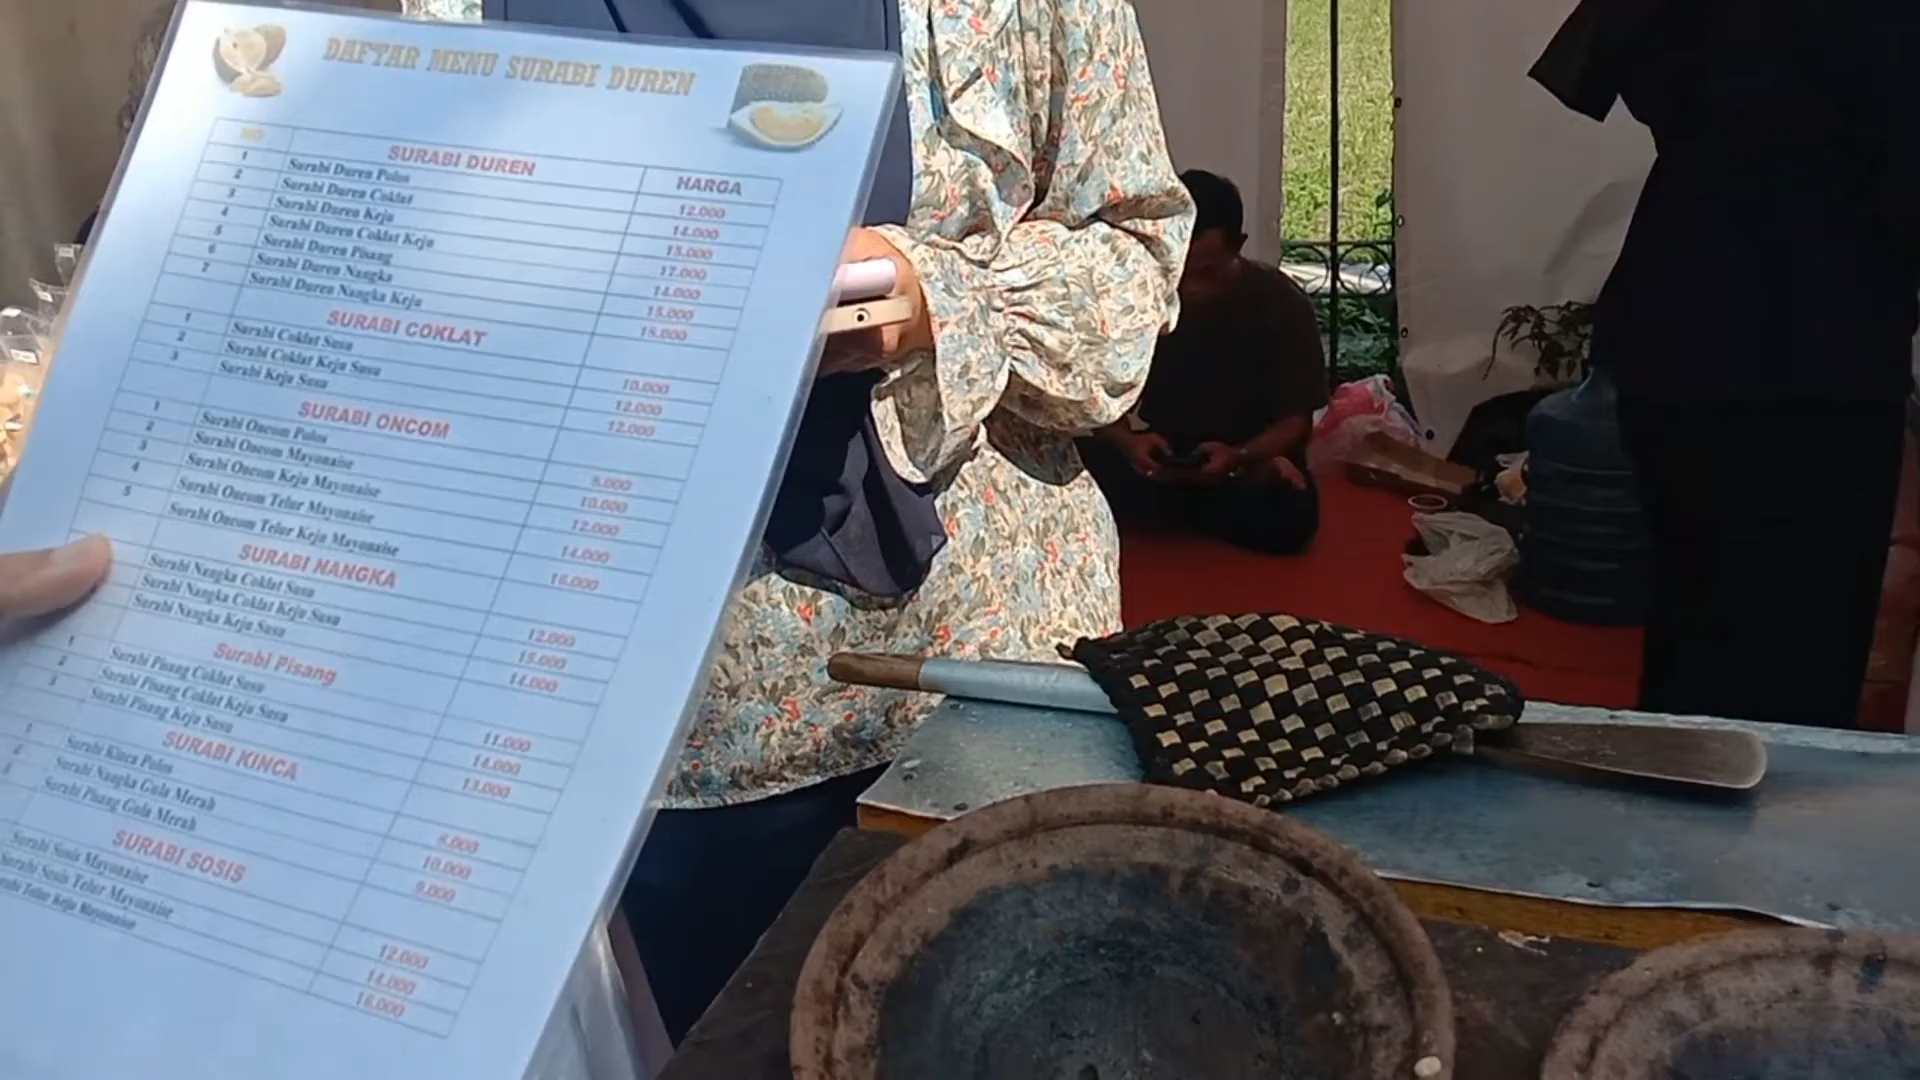 DAFTAR MENU SURABI DUREN
NO SURABI DUREN HARGA
1 Surabi Duren Polos 12.000
2 Surabi Duren Coklat 14.000
3 Surabi Duren Keju 15.000
4 Surabi Duren Coklat Keju 17.000
5 Surabi Duren Pisang 14.000
6 Surabi Duren Nangka 15.000
7 Surabi Duren Nangka Keju 18.000
SURABI COKLAT
1 Surabi Coklat Susu 10.000
2 Surabi Coklat Keju Susu 12.000
3 Surabi Keju Susu 12.000
SURABI ONCOM
1 Surabi Oncom Polos 8.000
2 Surabi Oncom Mayonaise 10.000
3 Surabi Oncom Keju Mayonaise 12.000
4 Surabi Oncom Telur Mayonaise 14.000
5 Surabi Oncom Telur Keju Mayonaise 16.000
SURABI NANGKA
Surabi Nangka Coklat Susu 12.000
Surabi Nangka Coklat Keju Susu 15.000
Surabi Nangka Keju Susu 14.000
Surabi Pisang
1 Surabi Pisang Coklat Susu 11.000
2 Surabi Pisang Coklat Keju Susu 14.000
3 Surabi Pisang Keju Susu 13.000
SURABI KINCA
1 Surabi Kinca Polos 8.000
2 Surabi Nangka Gula Merah 10.000
Surabi Pisang Gula Merah 9.000
SURABI SOSIS
Surabi Sosis Mayonaise 12.000
Sosis Telur Mayonaise 14.000
Telur Keju Mayonaise 16.000